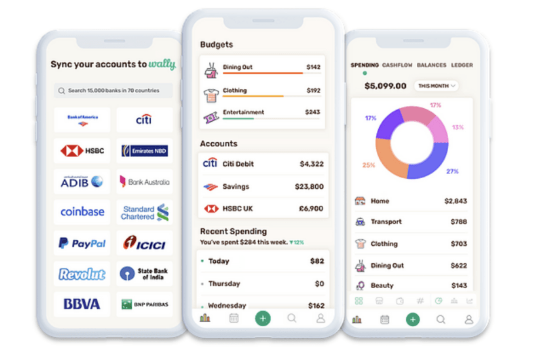 Sync your accounts to wally
Search 15,000 banks in 70 countries
Bank of America
citi
HSBC
Emirates NBD
ADIB
Bank Australia
coinbase
Standard
Chartered
PayPal
ICICI
Revolut
State Bank
of India
BBVA
BNP PARIBAS
Budgets
Dining Out $142
Clothing $192
Entertainment $243
Accounts
citi Citi Debit $4,322
Savings $23,800
HSBC UK £6,900
Recent Spending
You've spent $284 this week. ▼12%
Today $82
Thursday $0
Wednesday $162
SPENDING CASHFLOW BALANCES LEDGER
$5,099.00 THIS MONTH
17%
17%
13%
25%
27%
Home $2,843
Transport $788
Clothing $703
Dining Out $622
Beauty $143